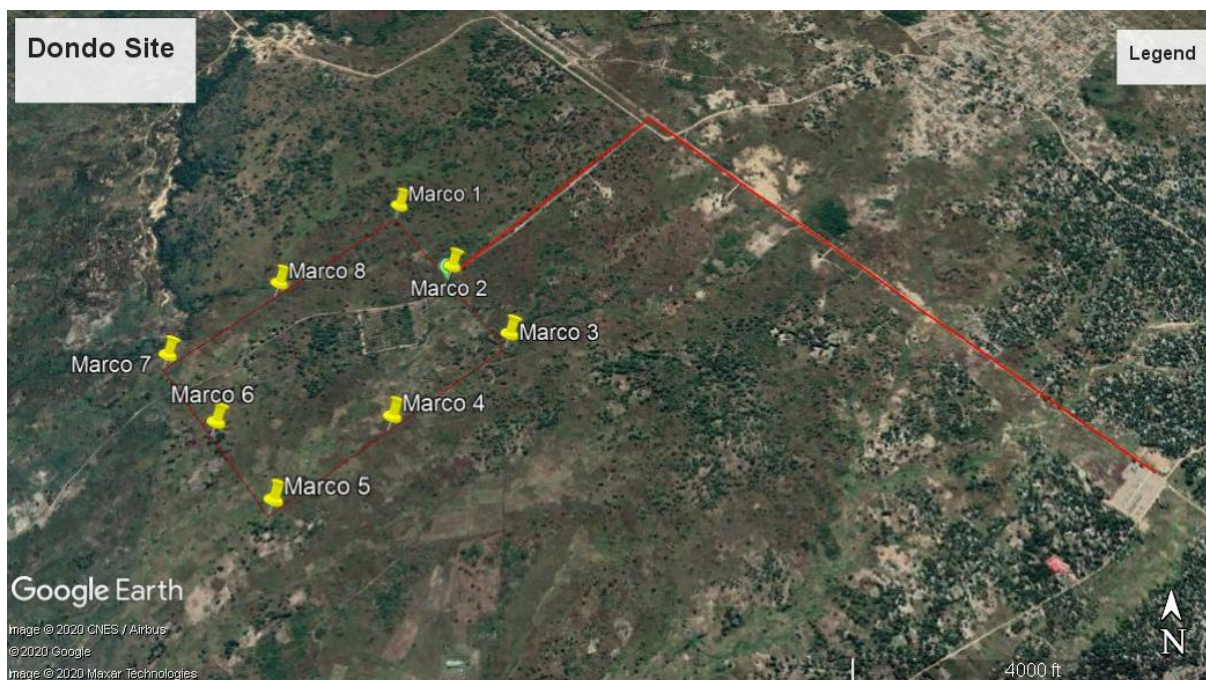 Dondo Site
Legend
Marco 1
Marco 8
Marco 2
Marco 3
Marco 7
Marco 6
Marco 4
Marco 5
Google Earth
Image © 2020 CNES / Airbus
© 2020 Google
Image © 2020 Maxar Technologies
N
4000 ft